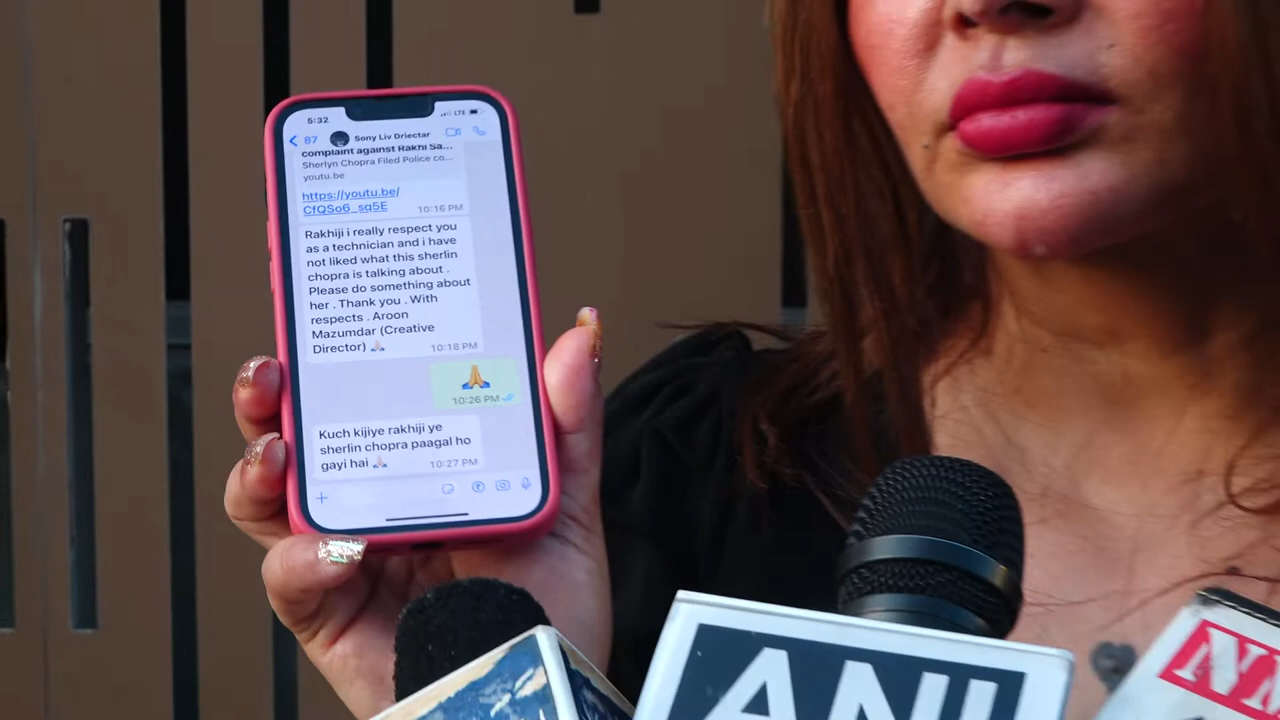 5:32
LTE
87
Sony Liv Driectar
complaint against Rakhi Sa...
Sherlyn Chopra Filed Police co...
youtu.be
https://youtu.be/
CfQSo6_sq5E
10:16 PM
Rakhiji i really respect you
as a technician and i have
not liked what this sherlin
chopra is talking about .
Please do something about
her . Thank you . With
respects . Aroon
Mazumdar (Creative
Director) 🙏🏻
10:18 PM
🙏
10:26 PM
Kuch kijiye rakhiji ye
sherlin chopra paagal ho
gayi hai 🙏🏻
10:27 PM
ANI